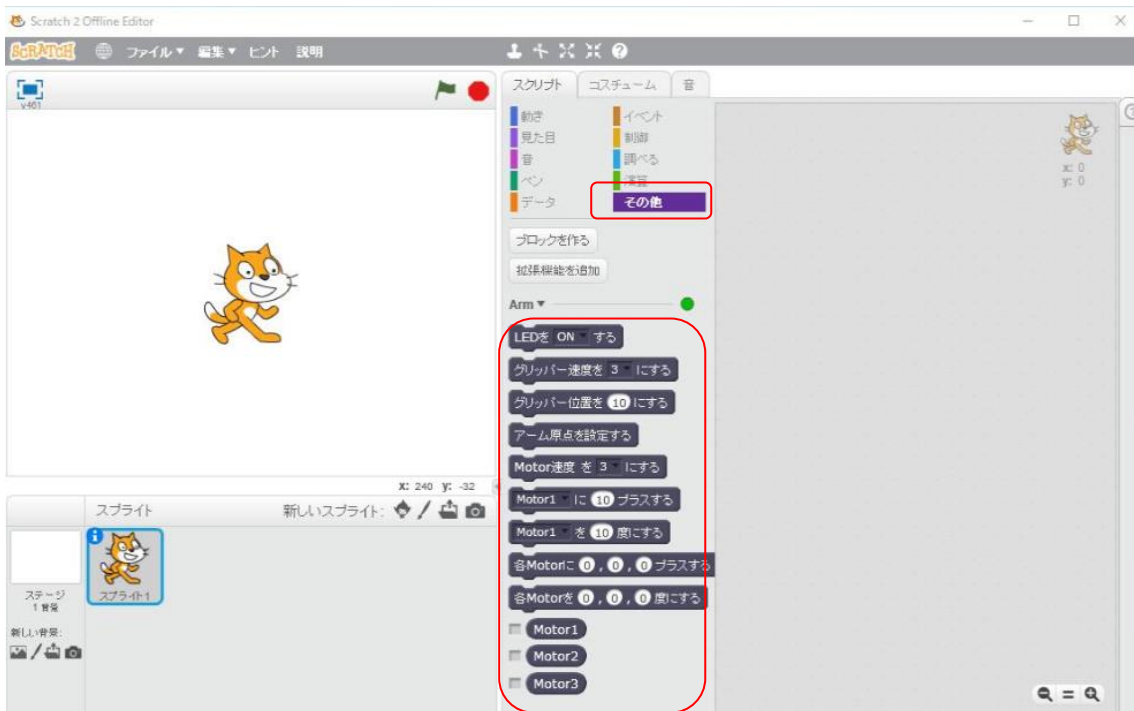 Scratch 2 Offline Editor
SCRATCH ファイル 編集 ヒント 説明
v461
スクリプト コスチューム 音
動き イベント
見た目 制御
音 調べる
ペン 演算
データ その他
x: 0
y: 0
ブロックを作る
拡張機能を追加
Arm
LEDを ON する
グリッパー速度を 3 にする
グリッパー位置を 10 にする
アーム原点を設定する
Motor速度 を 3 にする
Motor1 に 10 プラスする
Motor1 を 10 度にする
各Motorに 0 , 0 , 0 プラスする
各Motorを 0 , 0 , 0 度にする
Motor1
Motor2
Motor3
X: 240 y: -32
スプライト 新しいスプライト:
スプライト1
ステージ
1 背景
新しい背景: